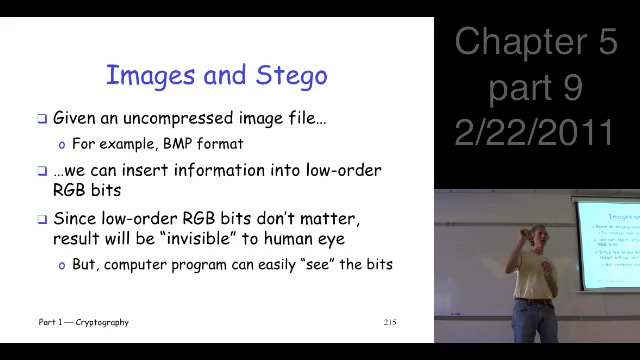 Images and Stego
Given an uncompressed image file…
For example, BMP format
…we can insert information into low-order
RGB bits
Since low-order RGB bits don't matter,
result will be "invisible" to human eye
But, computer program can easily "see" the bits
Part 1 — Cryptography
215
Chapter 5
part 9
2/22/2011
Images an